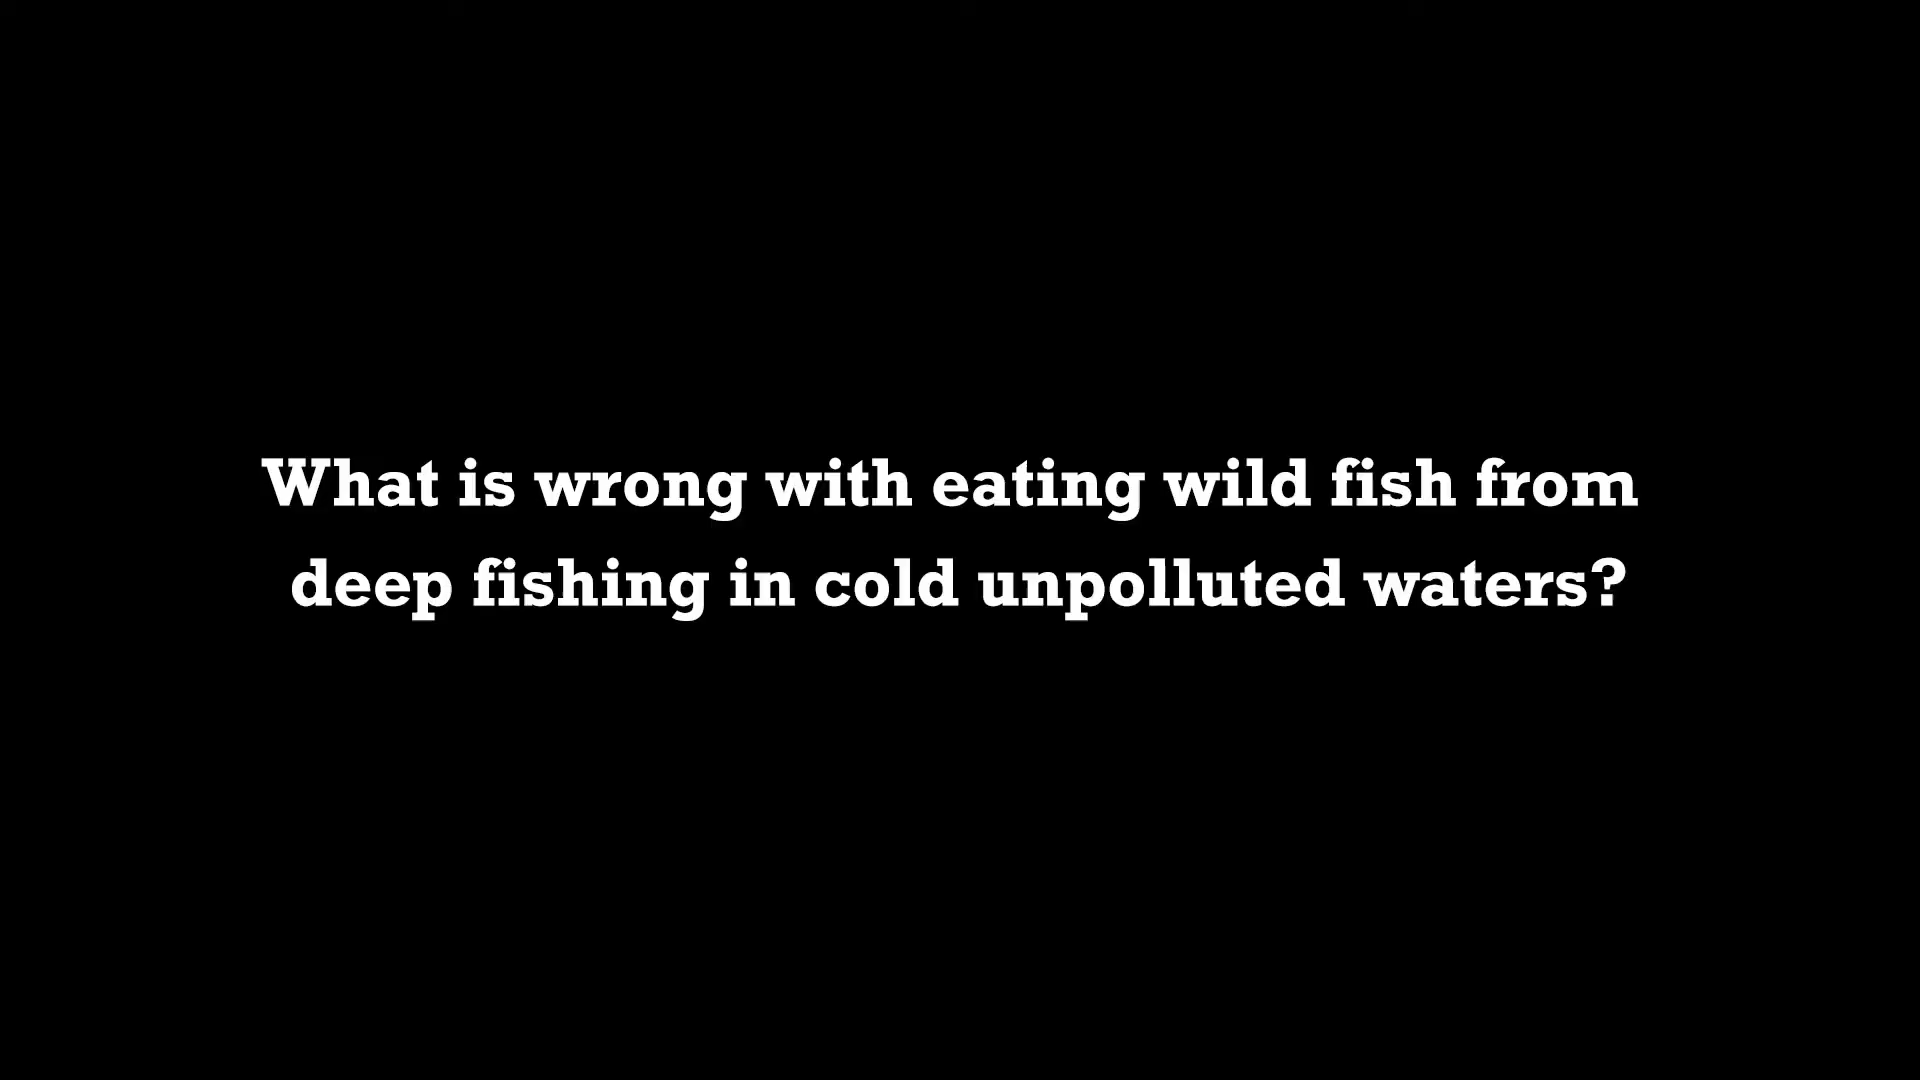 What is wrong with eating wild fish from
deep fishing in cold unpolluted waters?